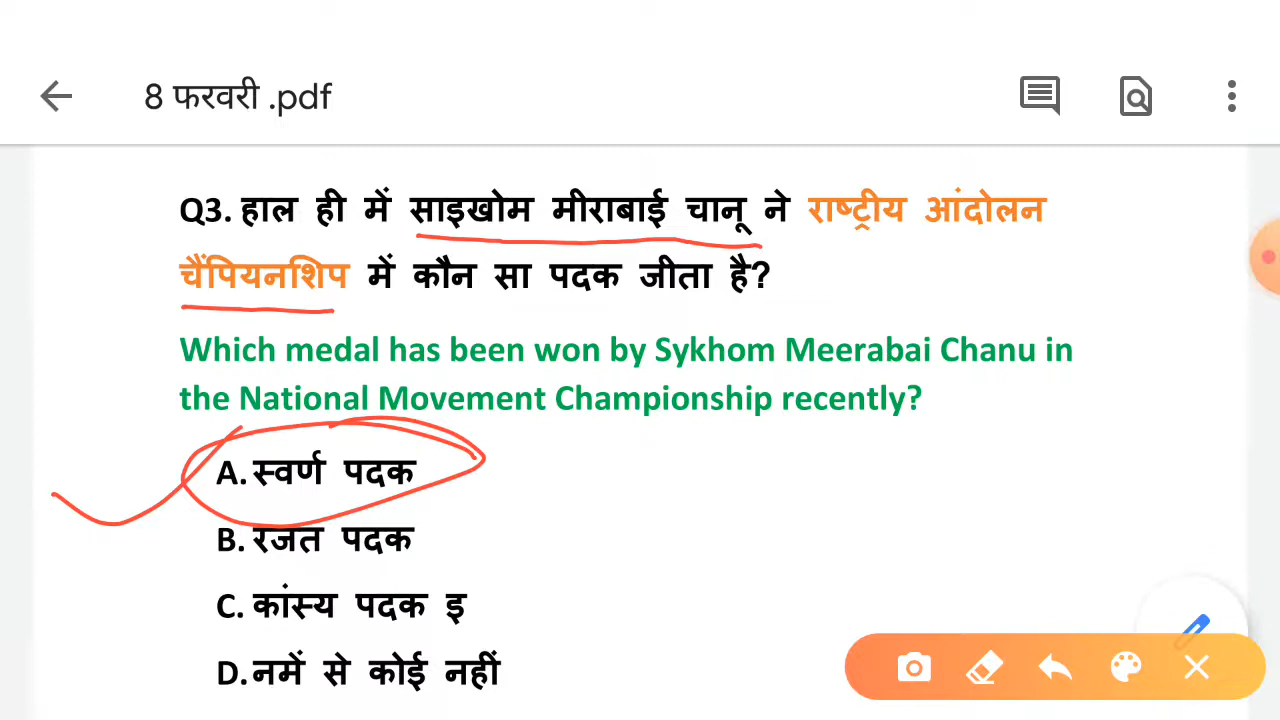 8 फरवरी .pdf
Q3. हाल ही में साइखोम मीराबाई चानू ने राष्ट्रीय आंदोलन
चैंपियनशिप में कौन सा पदक जीता है?
Which medal has been won by Sykhom Meerabai Chanu in
the National Movement Championship recently?
A. स्वर्ण पदक
B. रजत पदक
C. कांस्य पदक इ
D. नमें से कोई नहीं